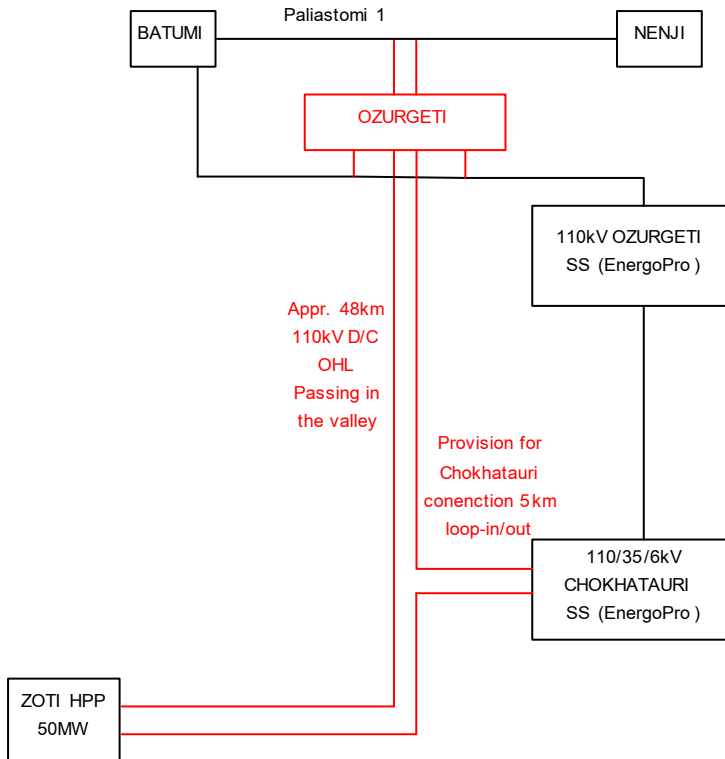 Paliastomi 1
BATUMI
NENJI
OZURGETI
110kV OZURGETI
SS (EnergoPro )
Appr. 48km
110kV D/C
OHL
Passing in
the valley
Provision for
Chokhatauri
conenction 5km
loop-in/out
110/35/6kV
CHOKHATAURI
SS (EnergoPro )
ZOTI HPP
50MW